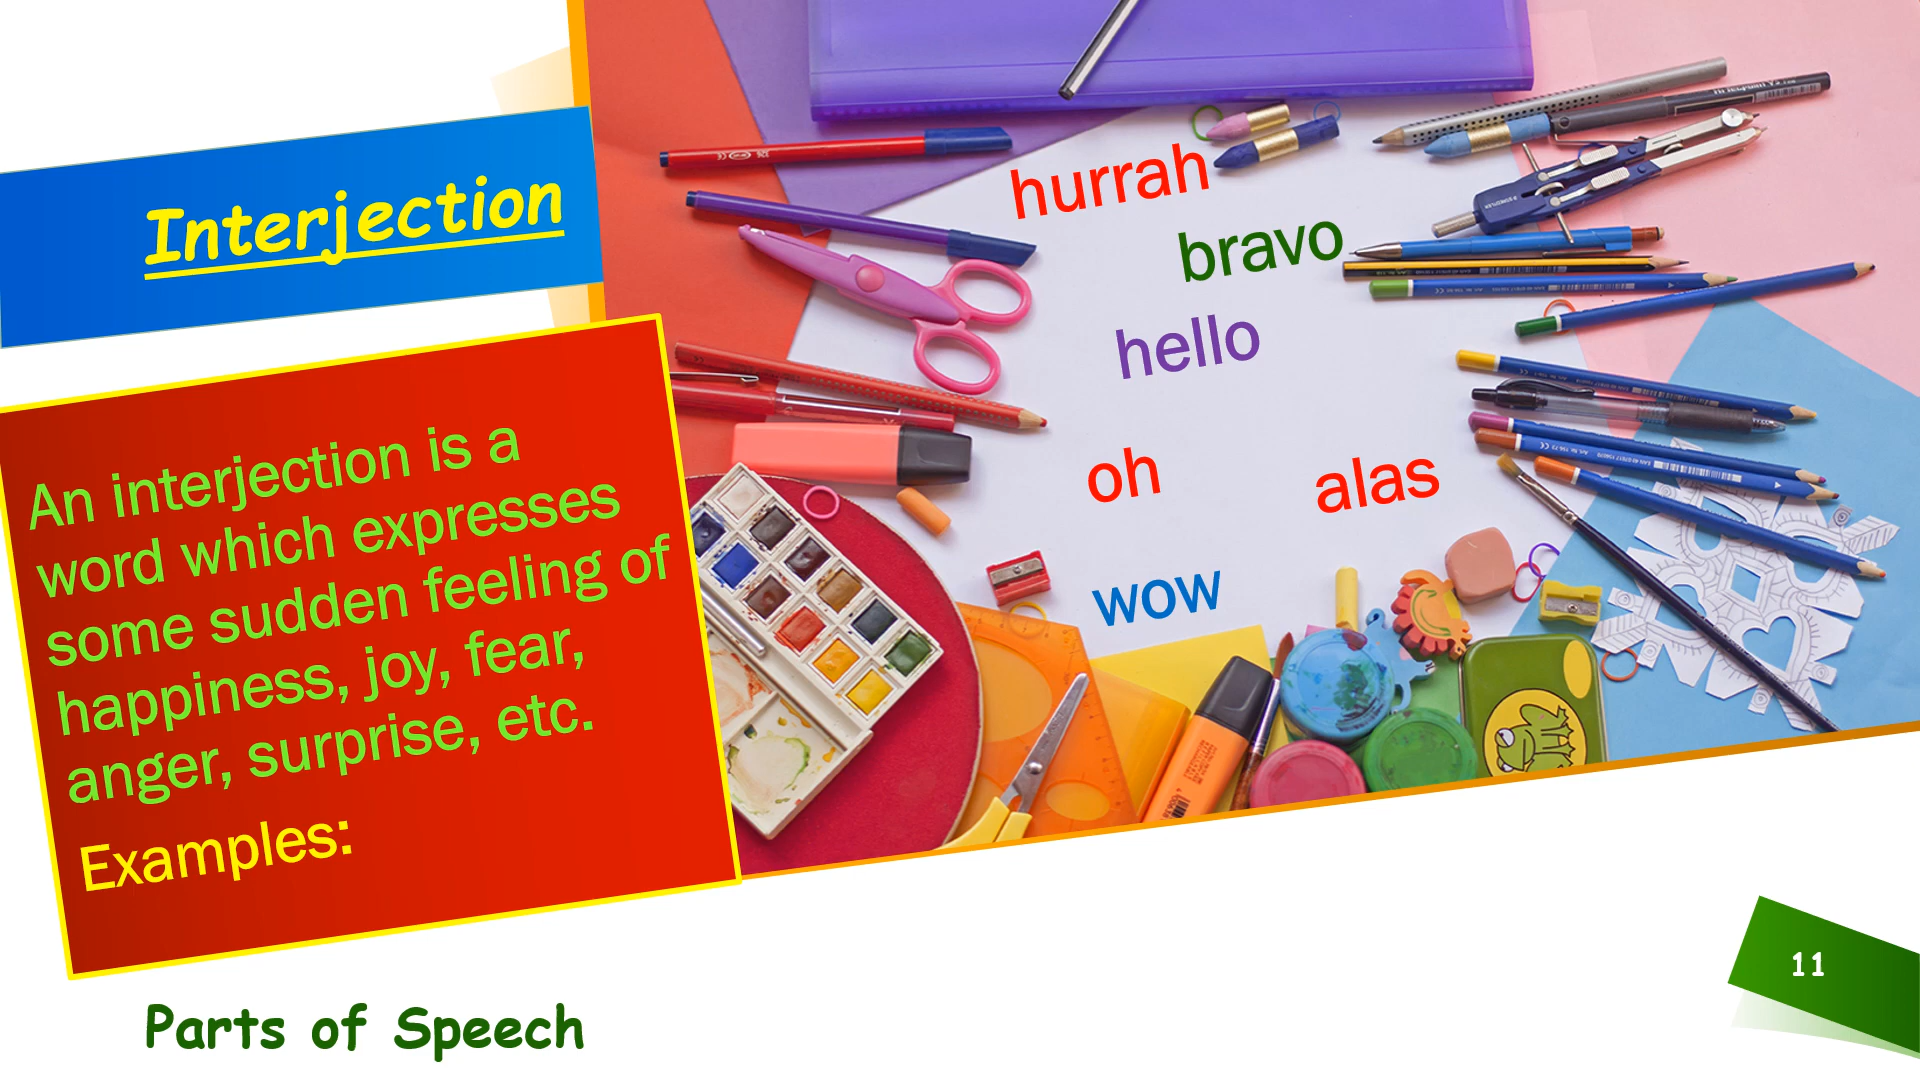 Interjection
An interjection is a
word which expresses
some sudden feeling of
happiness, joy, fear,
anger, surprise, etc.
Examples:
hurrah
bravo
hello
oh
alas
wow
11
Parts of Speech